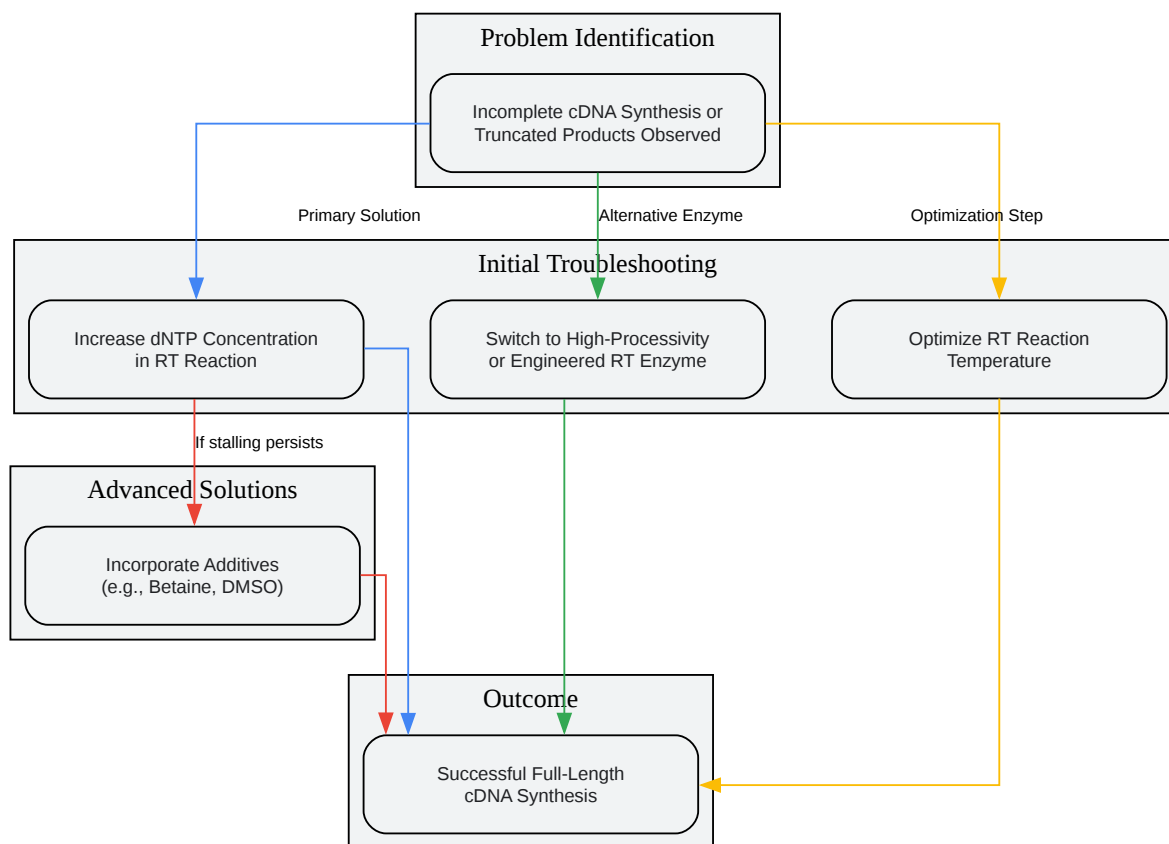 Problem Identification
Incomplete cDNA Synthesis or
Truncated Products Observed
Primary Solution
Alternative Enzyme
Optimization Step
Initial Troubleshooting
Increase dNTP Concentration
in RT Reaction
Switch to High-Processivity
or Engineered RT Enzyme
Optimize RT Reaction
Temperature
If stalling persists
Advanced Solutions
Incorporate Additives
(e.g., Betaine, DMSO)
Outcome
Successful Full-Length
cDNA Synthesis